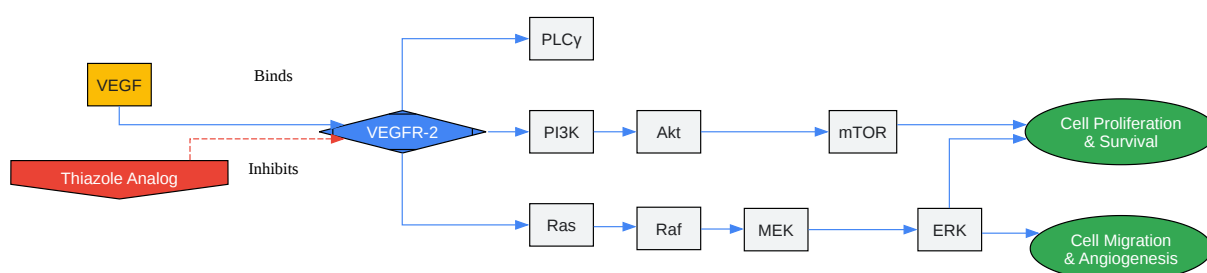 PLCγ
VEGF
Binds
VEGFR-2
PI3K
Akt
mTOR
Cell Proliferation
& Survival
Thiazole Analog
Inhibits
Ras
Raf
MEK
ERK
Cell Migration
& Angiogenesis